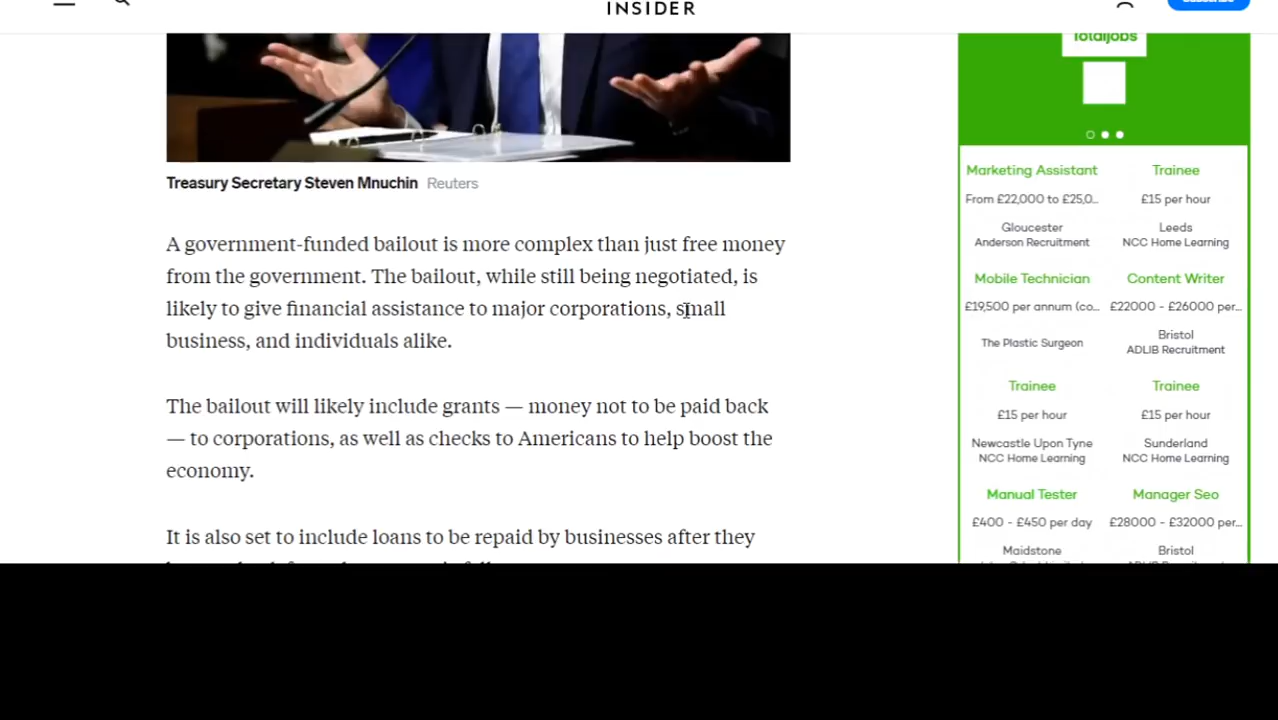 INSIDER
Subscribe
Treasury Secretary Steven Mnuchin Reuters
A government-funded bailout is more complex than just free money
from the government. The bailout, while still being negotiated, is
likely to give financial assistance to major corporations, small
business, and individuals alike.
The bailout will likely include grants — money not to be paid back
— to corporations, as well as checks to Americans to help boost the
economy.
It is also set to include loans to be repaid by businesses after they
totaljobs
Marketing Assistant
From £22,000 to £25,0...
Gloucester
Anderson Recruitment
Trainee
£15 per hour
Leeds
NCC Home Learning
Mobile Technician
£19,500 per annum (co...
The Plastic Surgeon
Content Writer
£22000 - £26000 per...
Bristol
ADLIB Recruitment
Trainee
£15 per hour
Newcastle Upon Tyne
NCC Home Learning
Trainee
£15 per hour
Sunderland
NCC Home Learning
Manual Tester
£400 - £450 per day
Maidstone
Manager Seo
£28000 - £32000 per...
Bristol